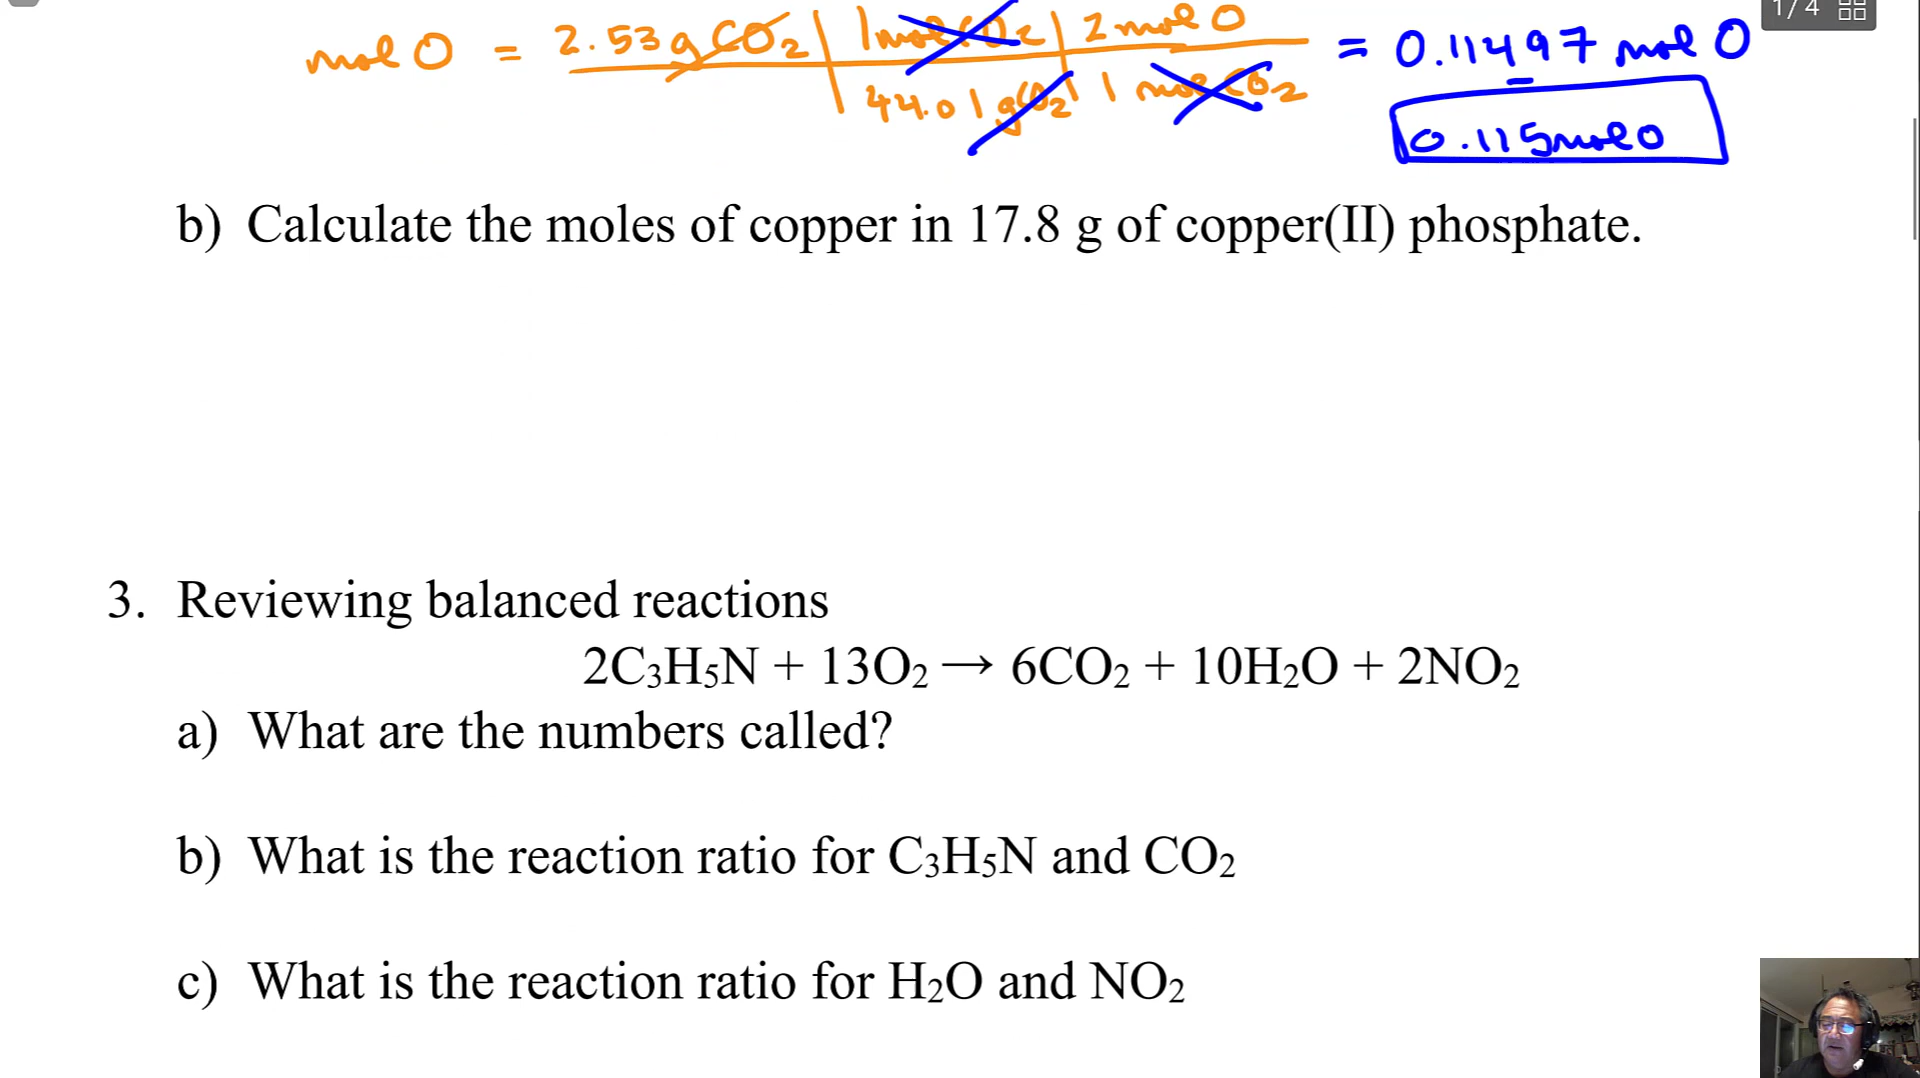 1 / 4
mol O = 2.53 g CO₂ | 1 mol CO₂ | 2 mol O = 0.11497 mol O
44.01 g CO₂ | 1 mol CO₂
0.115 mol O
b) Calculate the moles of copper in 17.8 g of copper(II) phosphate.
3. Reviewing balanced reactions
2C₃H₅N + 13O₂ → 6CO₂ + 10H₂O + 2NO₂
a) What are the numbers called?
b) What is the reaction ratio for C₃H₅N and CO₂
c) What is the reaction ratio for H₂O and NO₂